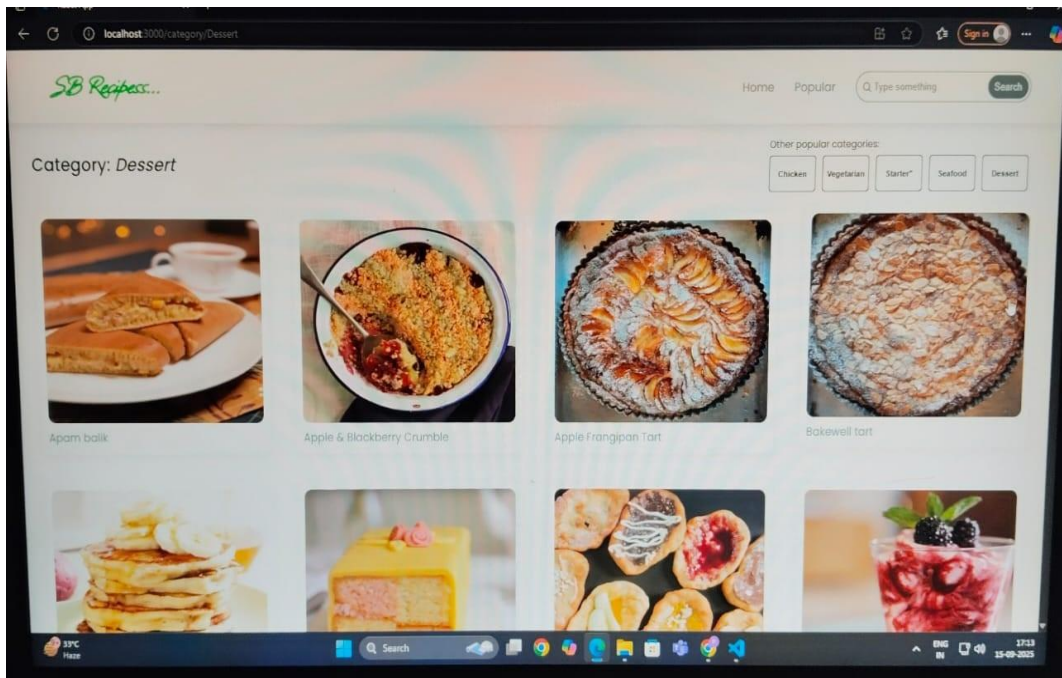 localhost:3000/category/Dessert
Sign in
SB Recipess...
Home Popular Type something Search
Other popular categories:
Category: Dessert
Chicken Vegetarian Starter" Seafood Dessert
Apam balik Apple & Blackberry Crumble Apple Frangipan Tart Bakewell tart
33°C
Haze
Search
ENG
IN
17:13
15-09-2025